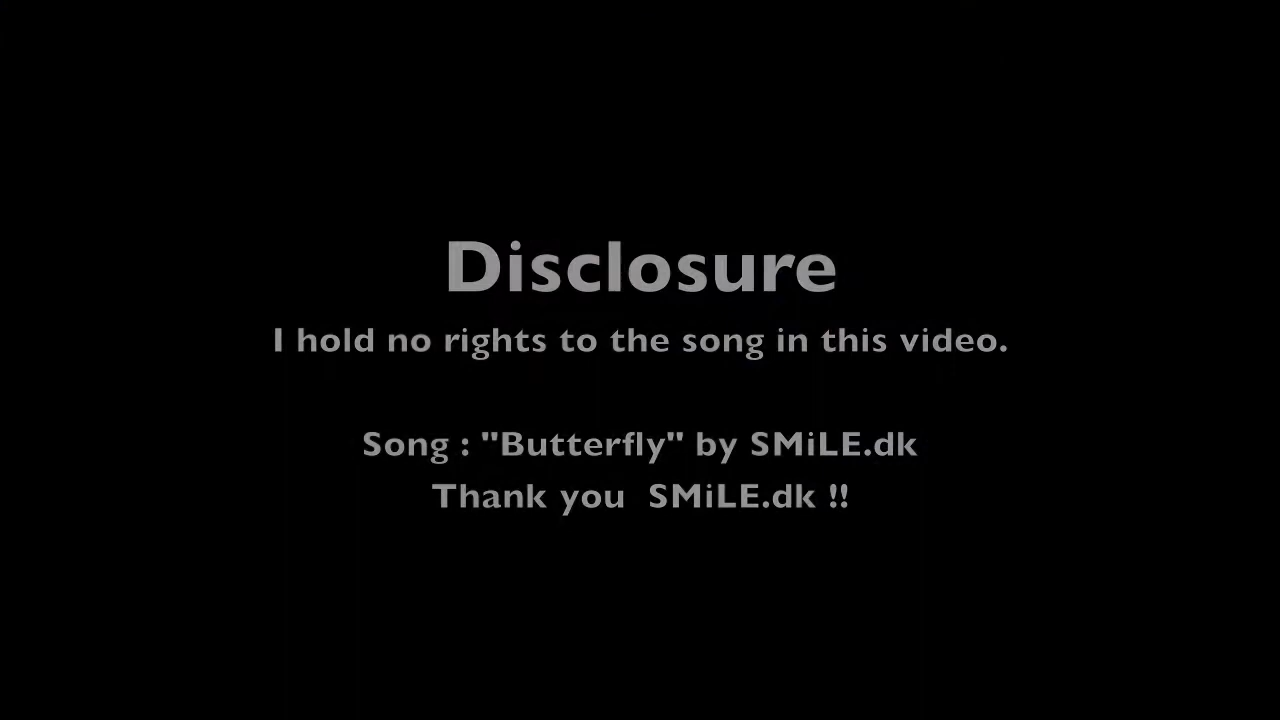 Disclosure
I hold no rights to the song in this video.
Song : "Butterfly" by SMiLE.dk
Thank you  SMiLE.dk !!